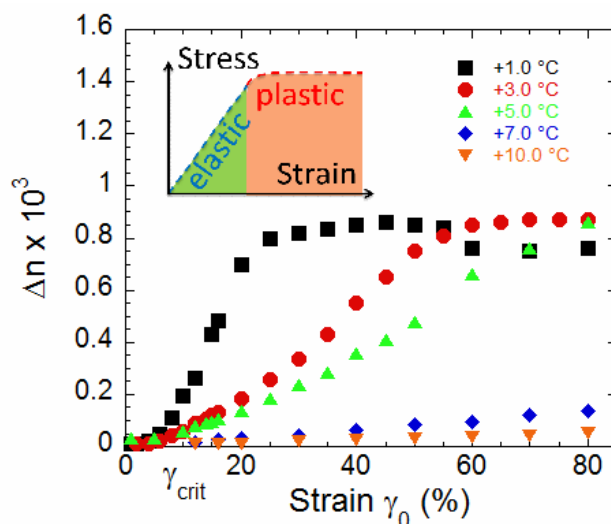 1.6
1.4
1.2
1
0.8
0.6
0.4
0.2
0
Δn x 10³
Stress
elastic
plastic
Strain
+1.0 °C
+3.0 °C
+5.0 °C
+7.0 °C
+10.0 °C
0 20 40 60 80
γcrit
Strain γ₀ (%)